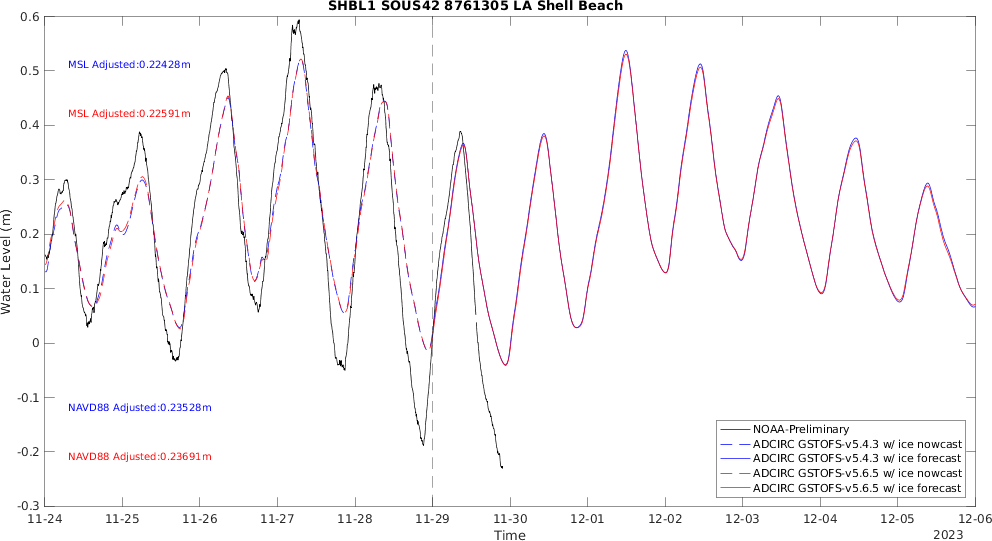 SHBL1 SOUS42 8761305 LA Shell Beach
Water Level (m)
0.6
0.5
0.4
0.3
0.2
0.1
0
-0.1
-0.2
-0.3
MSL Adjusted:0.22428m
MSL Adjusted:0.22591m
NAVD88 Adjusted:0.23528m
NAVD88 Adjusted:0.23691m
NOAA-Preliminary
ADCIRC GSTOFS-v5.4.3 w/ ice nowcast
ADCIRC GSTOFS-v5.4.3 w/ ice forecast
ADCIRC GSTOFS-v5.6.5 w/ ice nowcast
ADCIRC GSTOFS-v5.6.5 w/ ice forecast
11-24 11-25 11-26 11-27 11-28 11-29 11-30 12-01 12-02 12-03 12-04 12-05 12-06
Time
2023